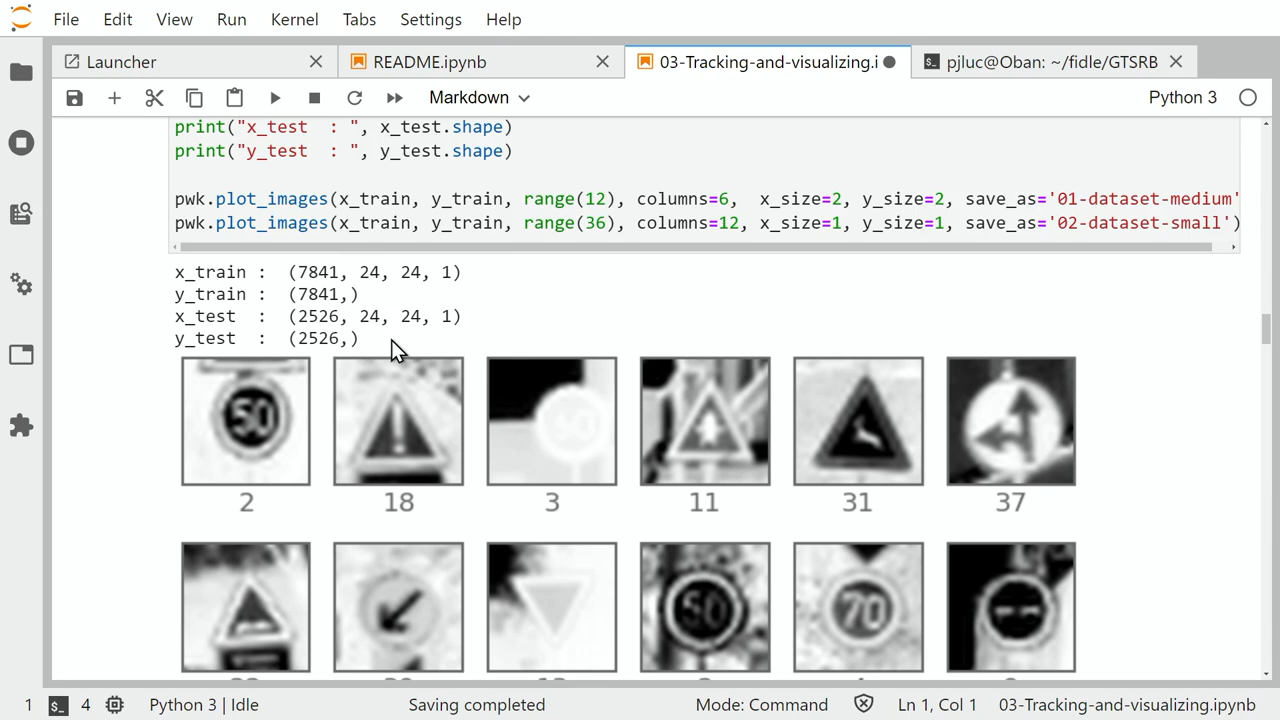 File Edit View Run Kernel Tabs Settings Help
Launcher README.ipynb 03-Tracking-and-visualizing.i pjluc@Oban: ~/fidle/GTSRB
Markdown Python 3
print("x_test  : ", x_test.shape)
print("y_test  : ", y_test.shape)
pwk.plot_images(x_train, y_train, range(12), columns=6,  x_size=2, y_size=2, save_as='01-dataset-medium'
pwk.plot_images(x_train, y_train, range(36), columns=12, x_size=1, y_size=1, save_as='02-dataset-small')
x_train :  (7841, 24, 24, 1)
y_train :  (7841,)
x_test  :  (2526, 24, 24, 1)
y_test  :  (2526,)
50
2 18 3 11 31 37
50 70
1 4 Python 3 | Idle Saving completed Mode: Command Ln 1, Col 1 03-Tracking-and-visualizing.ipynb